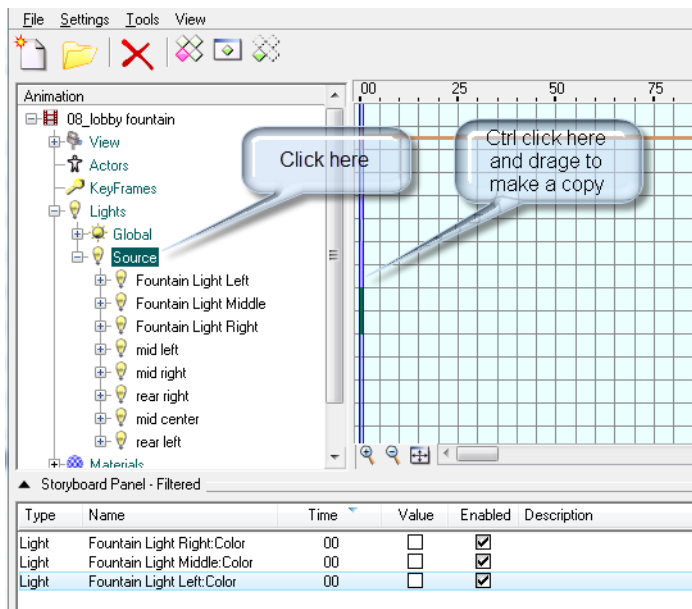 File Settings Tools View
Animation
00 25 50 75
08_lobby fountain
View
Actors
KeyFrames
Lights
Global
Source
Fountain Light Left
Fountain Light Middle
Fountain Light Right
mid left
mid right
rear right
mid center
rear left
Materials
Click here
Ctrl click here
and drage to
make a copy
Storyboard Panel - Filtered
Type Name Time Value Enabled Description
Light Fountain Light Right:Color 00
Light Fountain Light Middle:Color 00
Light Fountain Light Left:Color 00